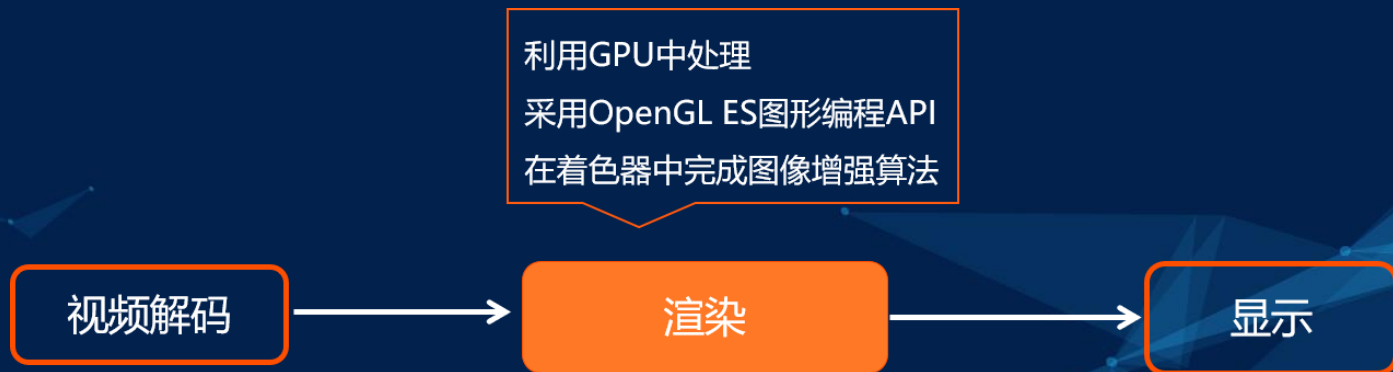 利用GPU中处理
采用OpenGL ES图形编程API
在着色器中完成图像增强算法
视频解码
渲染
显示